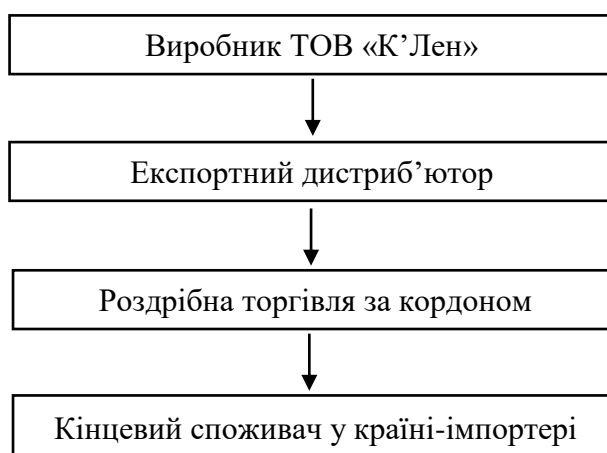 Виробник ТОВ «К’Лен»
Експортний дистриб’ютор
Роздрібна торгівля за кордоном
Кінцевий споживач у країні-імпортері